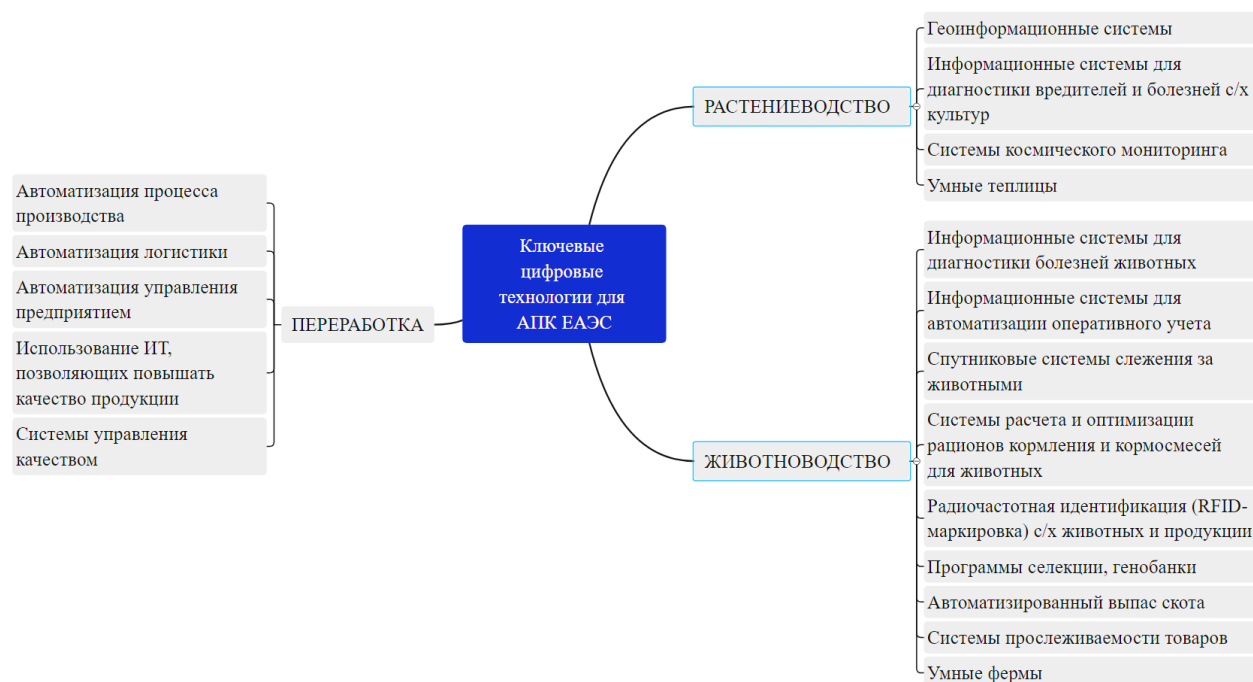 Ключевые
цифровые
технологии для
АПК ЕАЭС
РАСТЕНИЕВОДСТВО
Геоинформационные системы
Информационные системы для
диагностики вредителей и болезней с/х
культур
Системы космического мониторинга
Умные теплицы
ЖИВОТНОВОДСТВО
Информационные системы для
диагностики болезней животных
Информационные системы для
автоматизации оперативного учета
Спутниковые системы слежения за
животными
Системы расчета и оптимизации
рационов кормления и кормосмесей
для животных
Радиочастотная идентификация (RFID-
маркировка) с/х животных и продукции
Программы селекции, генобанки
Автоматизированный выпас скота
Системы прослеживаемости товаров
Умные фермы
ПЕРЕРАБОТКА
Автоматизация процесса
производства
Автоматизация логистики
Автоматизация управления
предприятием
Использование ИТ,
позволяющих повышать
качество продукции
Системы управления
качеством